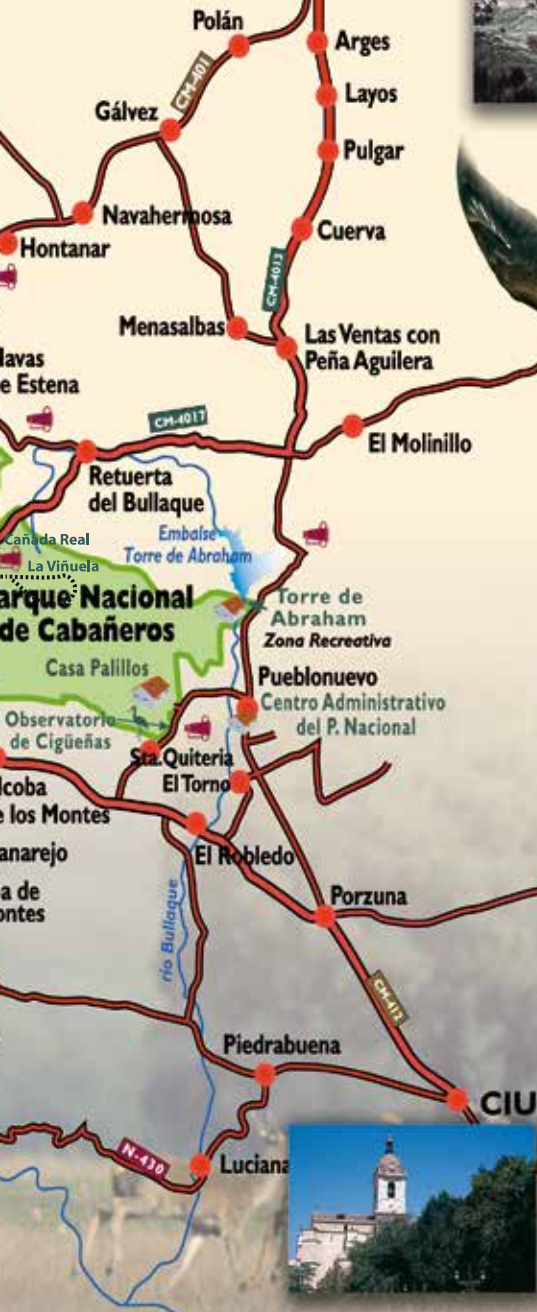 Polán
Arges
CM-401
Layos
Gálvez
Pulgar
Navahermosa
Cuerva
Hontanar
CM-4013
Menasalbas
Las Ventas con
Peña Aguilera
lavas
e Estena
CM-4017
El Molinillo
Retuerta
del Bullaque
Cañada Real
Embalse
Torre de Abraham
La Viñuela
arque Nacional
de Cabañeros
Torre de
Abraham
Zona Recreativa
Casa Palillos
Pueblonuevo
Centro Administrativo
del P. Nacional
Observatorio
de Cigüeñas
Sta.Quiteria
El Torno
lcoba
e los Montes
anarejo
El Robledo
a de
ontes
Porzuna
río Bullaque
CM-412
Piedrabuena
CIU
N-430
Luciana